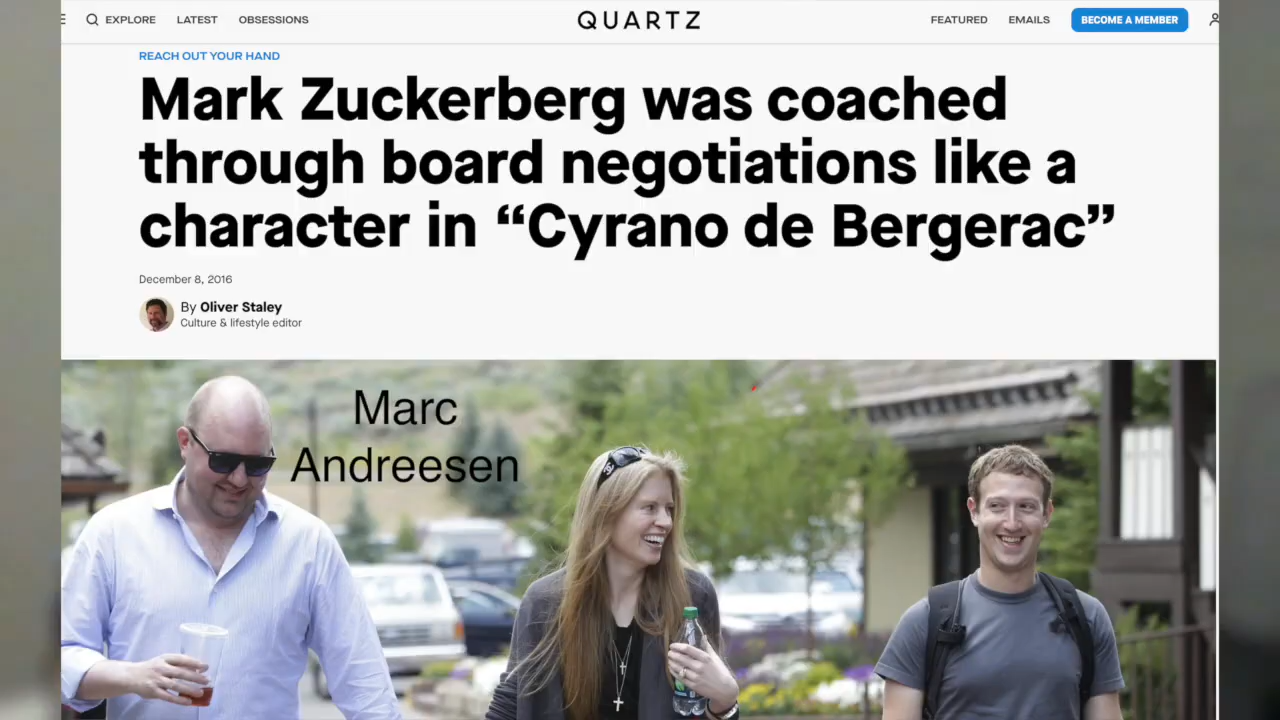 EXPLORE LATEST OBSESSIONS QUARTZ FEATURED EMAILS BECOME A MEMBER
REACH OUT YOUR HAND
Mark Zuckerberg was coached
through board negotiations like a
character in “Cyrano de Bergerac”
December 8, 2016
By Oliver Staley
Culture & lifestyle editor
Marc
Andreesen